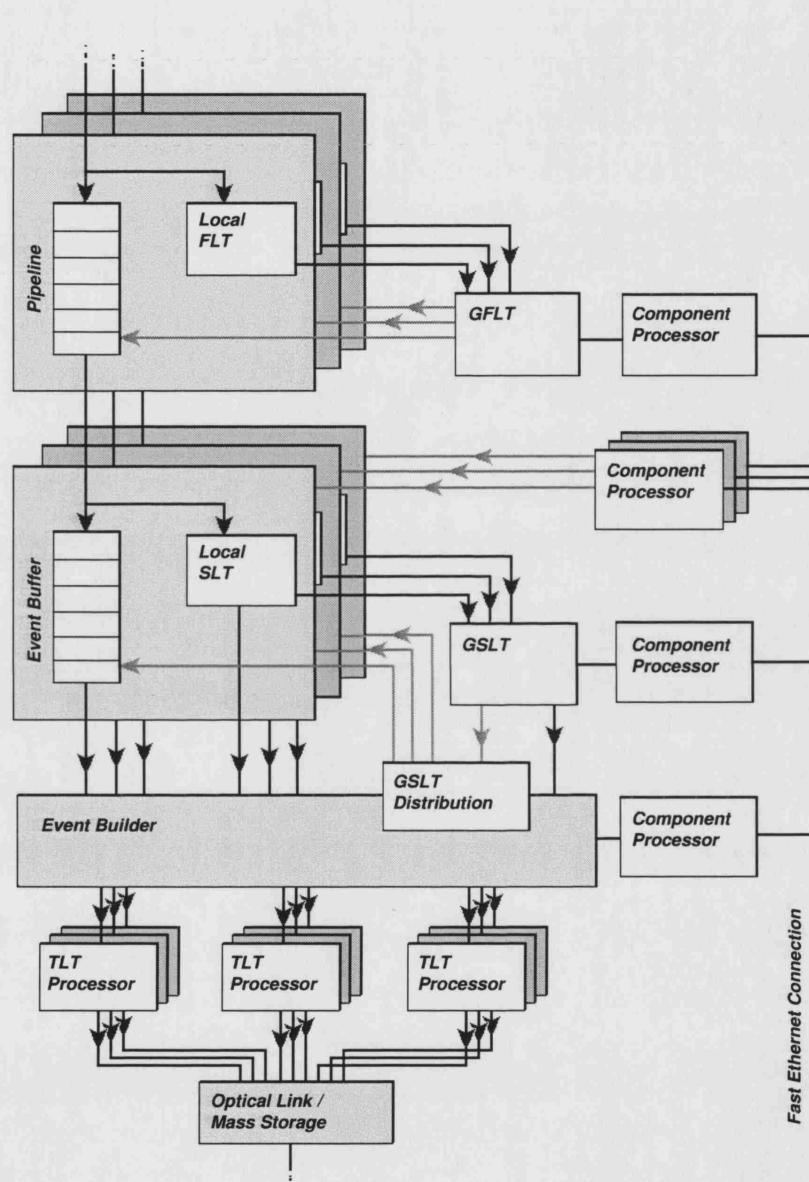 Local
FLT
Pipeline
GFLT
Component
Processor
Component
Processor
Local
SLT
Event Buffer
GSLT
Component
Processor
GSLT
Distribution
Event Builder
Component
Processor
TLT
Processor
TLT
Processor
TLT
Processor
Fast Ethernet Connection
Optical Link /
Mass Storage